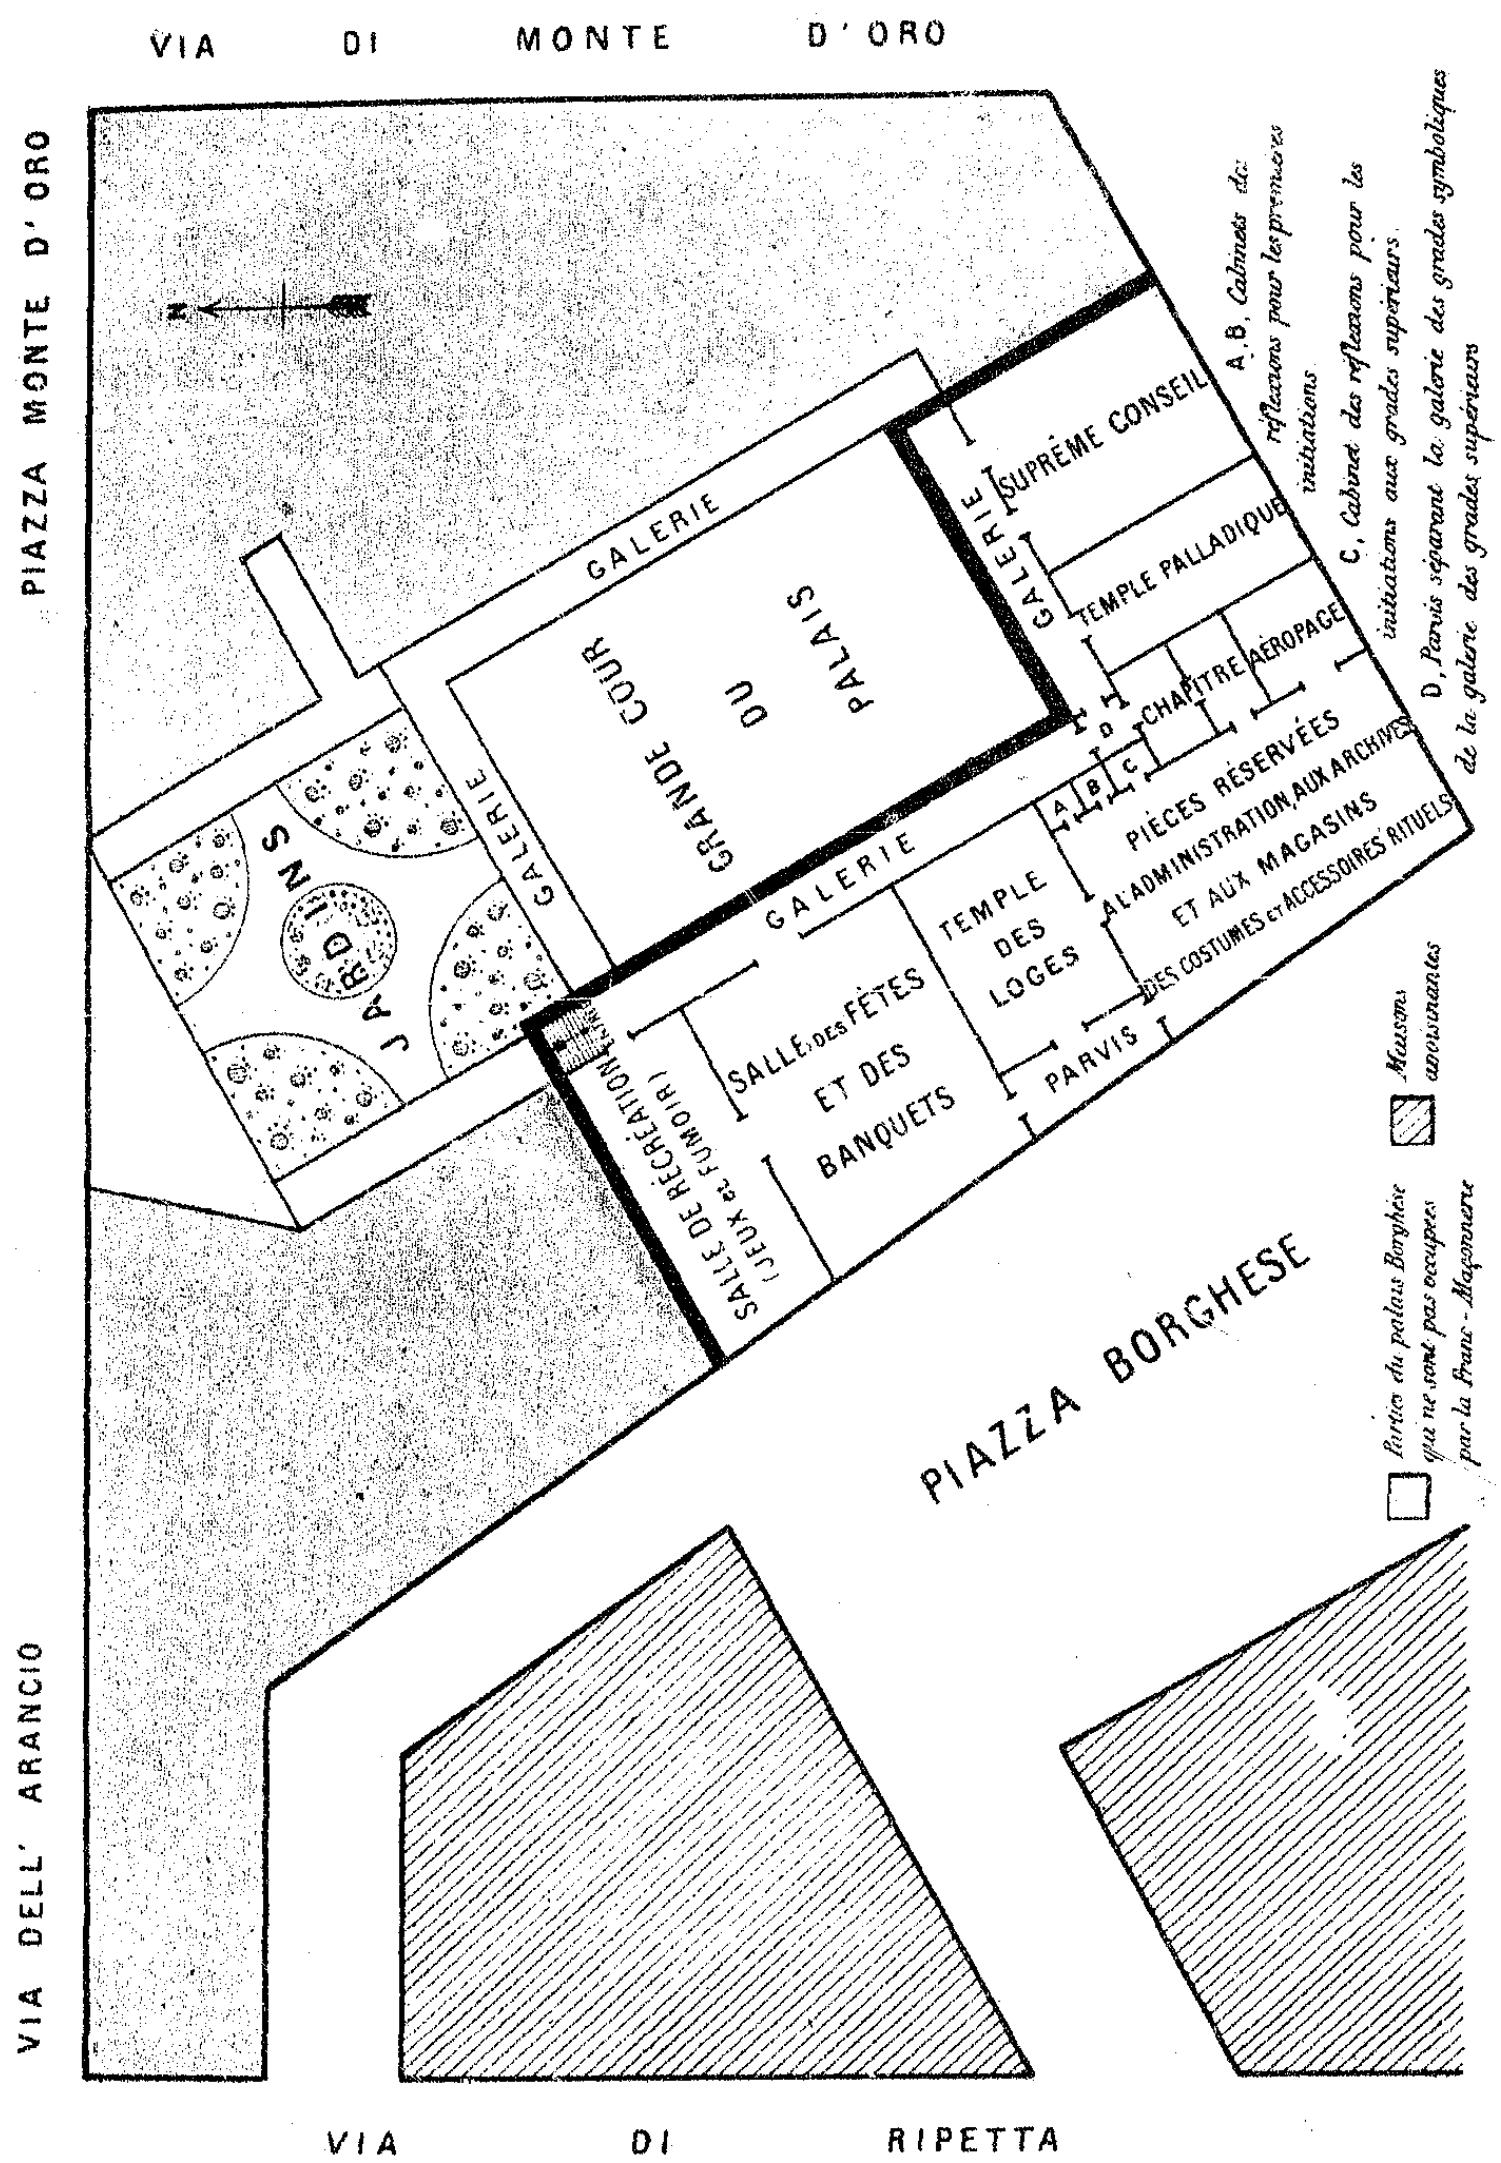 VIA DI MONTE D'ORO
PIAZZA MONTE D'ORO
VIA DELL' ARANCIO
N
JARDINS
GALERIE
GALERIE
GRANDE COUR
DU
PALAIS
GALERIE
SUPRÊME CONSEIL
TEMPLE PALLADIQUE
CHAPITRE
AÉROPAGE
D
A
B
C
GALERIE
PIÈCES RÉSERVÉES
A L'ADMINISTRATION, AUX ARCHIVES
ET AUX MAGASINS
DES COSTUMES ET ACCESSOIRES RITUELS
TEMPLE
DES
LOGES
PARVIS
SALLE DES FÊTES
ET DES
BANQUETS
SALLE DE RÉCRÉATION
(JEUX et FUMOIR)
PIAZZA BORGHESE
VIA DI RIPETTA
A, B, Cabinets de
réflexions pour les premières
initiations
C, Cabinet des réflexions pour les
initiations aux grades supérieurs.
D, Parvis séparant la galerie des grades symboliques
de la galerie des grades supérieurs
Parties du palais Borghèse
qui ne sont pas occupées
par la Franc-Maçonnerie
Maisons
avoisinantes